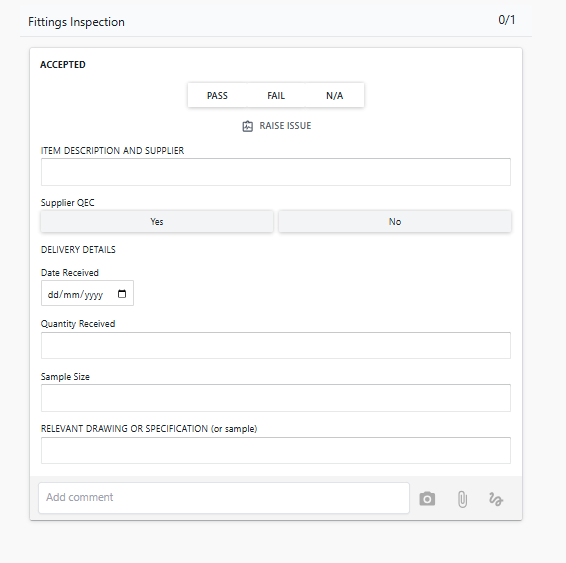 Fittings Inspection 0/1
ACCEPTED
PASS FAIL N/A
RAISE ISSUE
ITEM DESCRIPTION AND SUPPLIER
Supplier QEC
Yes No
DELIVERY DETAILS
Date Received
dd/mm/yyyy
Quantity Received
Sample Size
RELEVANT DRAWING OR SPECIFICATION (or sample)
Add comment